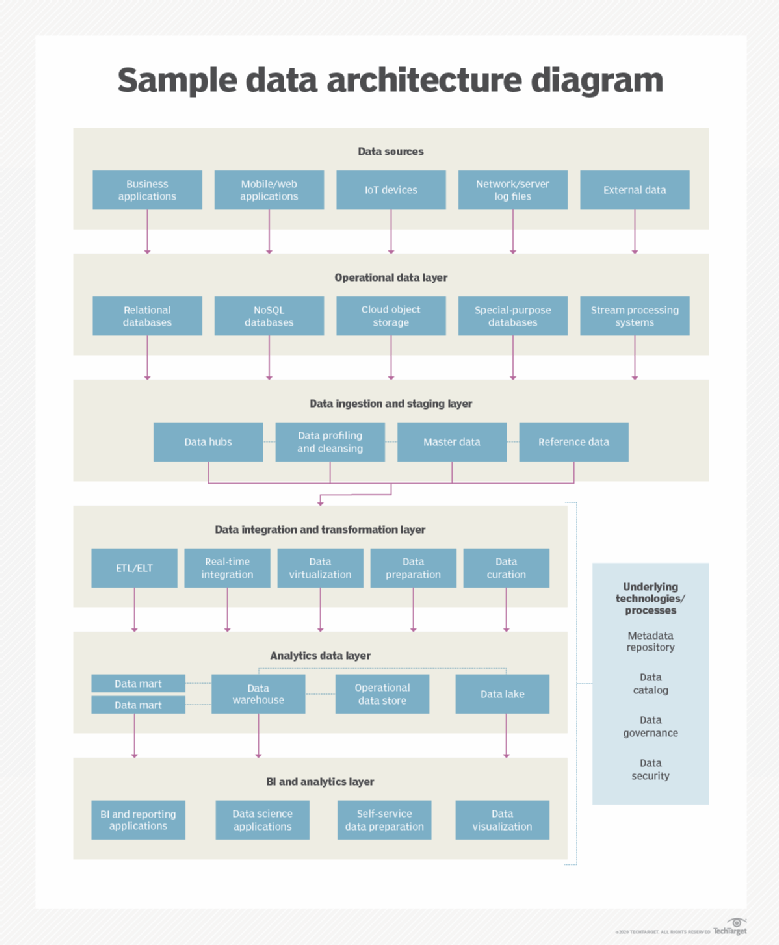 Sample data architecture diagram
Data sources
Business
applications
Mobile/web
applications
IoT devices
Network/server
log files
External data
Operational data layer
Relational
databases
NoSQL
databases
Cloud object
storage
Special-purpose
databases
Stream processing
systems
Data ingestion and staging layer
Data hubs
Data profiling
and cleansing
Master data
Reference data
Data integration and transformation layer
ETL/ELT
Real-time
integration
Data
virtualization
Data
preparation
Data
curation
Underlying
technologies/
processes
Metadata
repository
Data
catalog
Data
governance
Data
security
Analytics data layer
Data mart
Data mart
Data
warehouse
Operational
data store
Data lake
BI and analytics layer
BI and reporting
applications
Data science
applications
Self-service
data preparation
Data
visualization
TECHTARGET. ALL RIGHTS RESERVED TechTarget